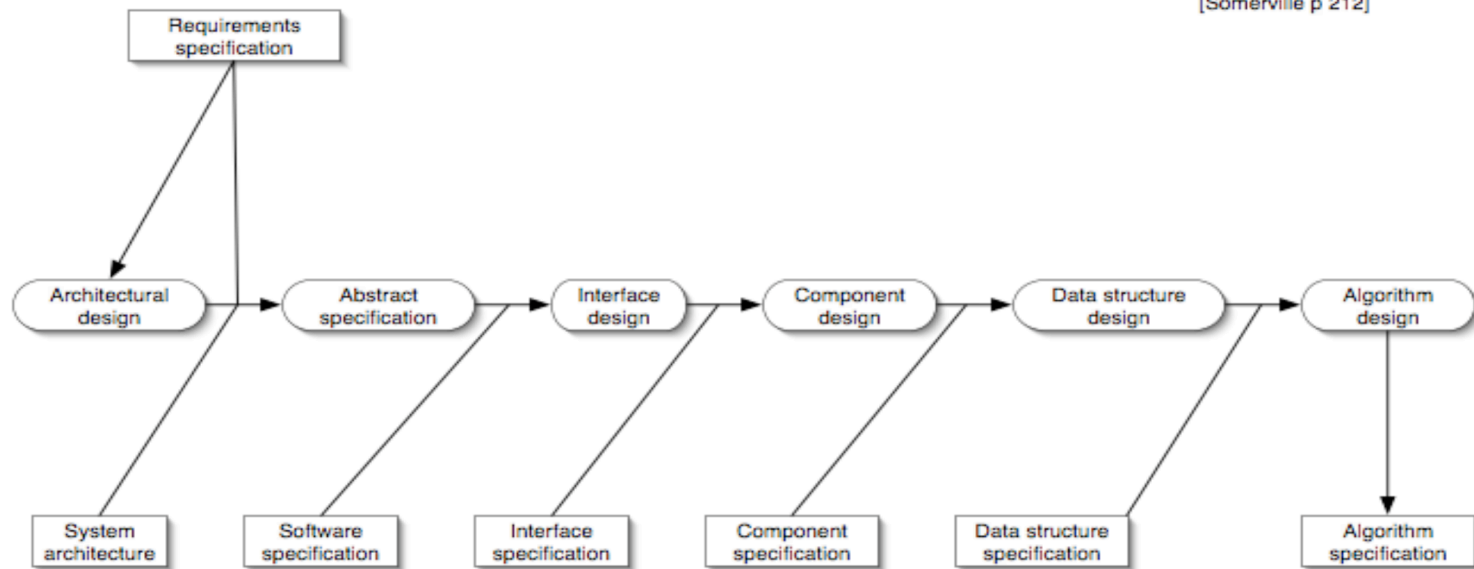 [Somerville p 212]
Requirements
specification
Architectural
design
Abstract
specification
Interface
design
Component
design
Data structure
design
Algorithm
design
System
architecture
Software
specification
Interface
specification
Component
specification
Data structure
specification
Algorithm
specification